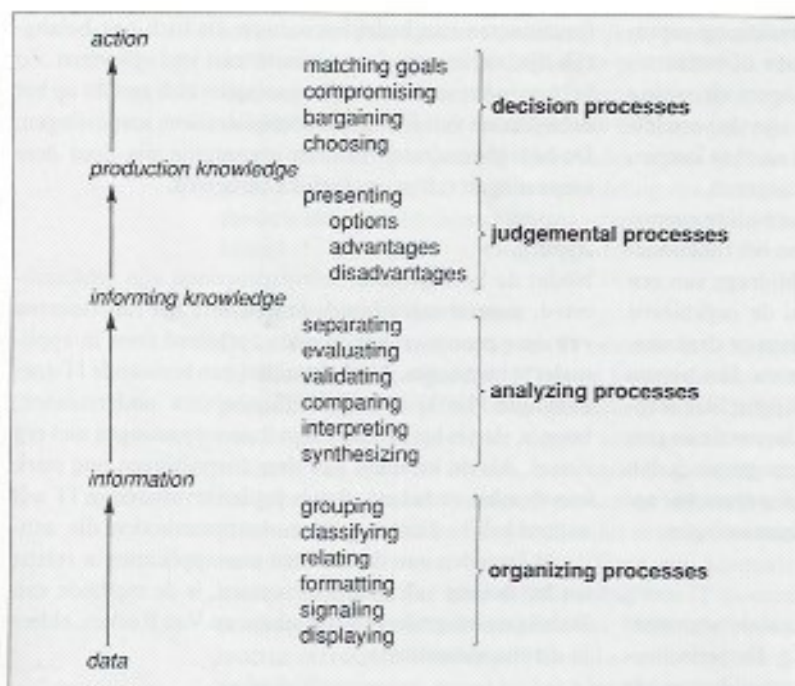 action
matching goals
compromising
decision processes
bargaining
choosing
production knowledge
presenting
options
judgemental processes
advantages
disadvantages
informing knowledge
separating
evaluating
validating
analyzing processes
comparing
interpreting
synthesizing
information
grouping
classifying
relating
organizing processes
formatting
signaling
displaying
data